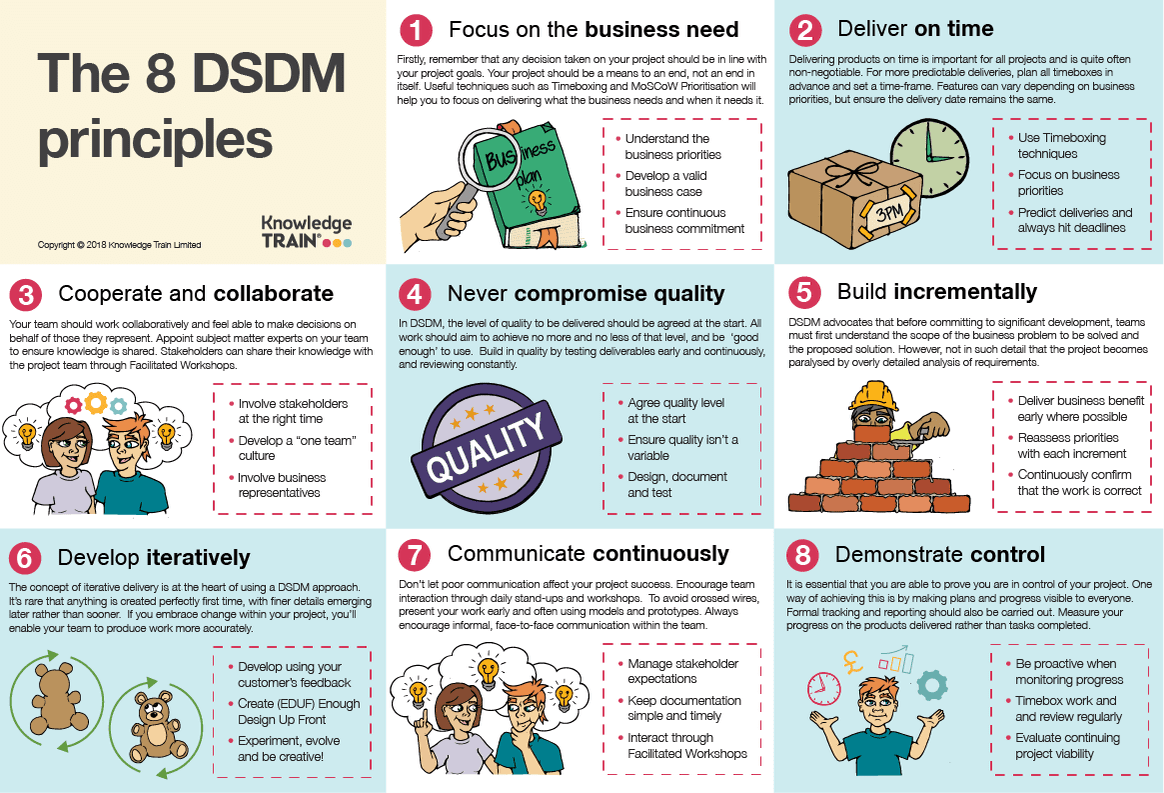 The 8 DSDM
principles
Copyright © 2018 Knowledge Train Limited
Knowledge
TRAIN®
1 Focus on the business need
Firstly, remember that any decision taken on your project should be in line with
your project goals. Your project should be a means to an end, not an end in
itself. Useful techniques such as Timeboxing and MoSCoW Prioritisation will
help you to focus on delivering what the business needs and when it needs it.
Business
plan
• Understand the
business priorities
• Develop a valid
business case
• Ensure continuous
business commitment
2 Deliver on time
Delivering products on time is important for all projects and is quite often
non-negotiable. For more predictable deliveries, plan all timeboxes in
advance and set a time-frame. Features can vary depending on business
priorities, but ensure the delivery date remains the same.
3PM
• Use Timeboxing
techniques
• Focus on business
priorities
• Predict deliveries and
always hit deadlines
3 Cooperate and collaborate
Your team should work collaboratively and feel able to make decisions on
behalf of those they represent. Appoint subject matter experts on your team
to ensure knowledge is shared. Stakeholders can share their knowledge with
the project team through Facilitated Workshops.
• Involve stakeholders
at the right time
• Develop a “one team”
culture
• Involve business
representatives
4 Never compromise quality
In DSDM, the level of quality to be delivered should be agreed at the start. All
work should aim to achieve no more and no less of that level, and be ‘good
enough’ to use. Build in quality by testing deliverables early and continuously,
and reviewing constantly.
QUALITY
• Agree quality level
at the start
• Ensure quality isn’t a
variable
• Design, document
and test
5 Build incrementally
DSDM advocates that before committing to significant development, teams
must first understand the scope of the business problem to be solved and
the proposed solution. However, not in such detail that the project becomes
paralysed by overly detailed analysis of requirements.
• Deliver business benefit
early where possible
• Reassess priorities
with each increment
• Continuously confirm
that the work is correct
6 Develop iteratively
The concept of iterative delivery is at the heart of using a DSDM approach.
It’s rare that anything is created perfectly first time, with finer details emerging
later rather than sooner. If you embrace change within your project, you’ll
enable your team to produce work more accurately.
• Develop using your
customer’s feedback
• Create (EDUF) Enough
Design Up Front
• Experiment, evolve
and be creative!
7 Communicate continuously
Don’t let poor communication affect your project success. Encourage team
interaction through daily stand-ups and workshops. To avoid crossed wires,
present your work early and often using models and prototypes. Always
encourage informal, face-to-face communication within the team.
• Manage stakeholder
expectations
• Keep documentation
simple and timely
• Interact through
Facilitated Workshops
8 Demonstrate control
It is essential that you are able to prove you are in control of your project. One
way of achieving this is by making plans and progress visible to everyone.
Formal tracking and reporting should also be carried out. Measure your
progress on the products delivered rather than tasks completed.
£
• Be proactive when
monitoring progress
• Timebox work and
and review regularly
• Evaluate continuing
project viability